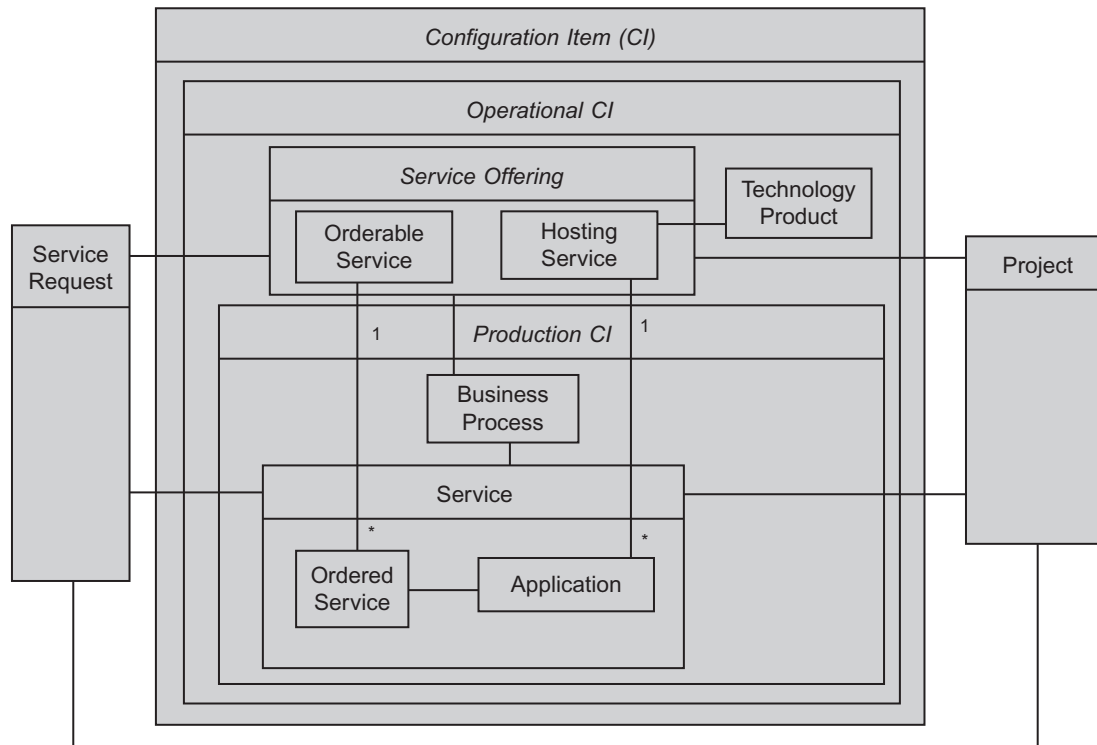 Configuration Item (CI)
Operational CI
Service Offering
Technology
Product
Orderable
Service
Hosting
Service
Service
Request
Project
1
1
Production CI
Business
Process
Service
*
*
Ordered
Service
Application